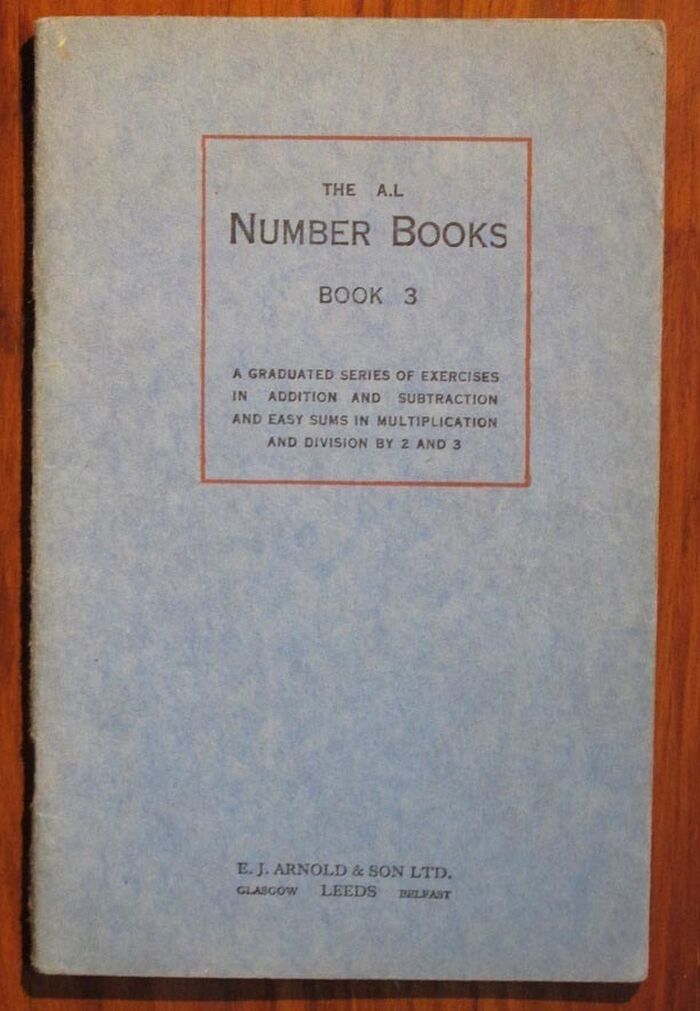 THE A.L
NUMBER BOOKS
BOOK 3
A GRADUATED SERIES OF EXERCISES
IN ADDITION AND SUBTRACTION
AND EASY SUMS IN MULTIPLICATION
AND DIVISION BY 2 AND 3
E. J. ARNOLD & SON LTD.
GLASGOW LEEDS BELFAST